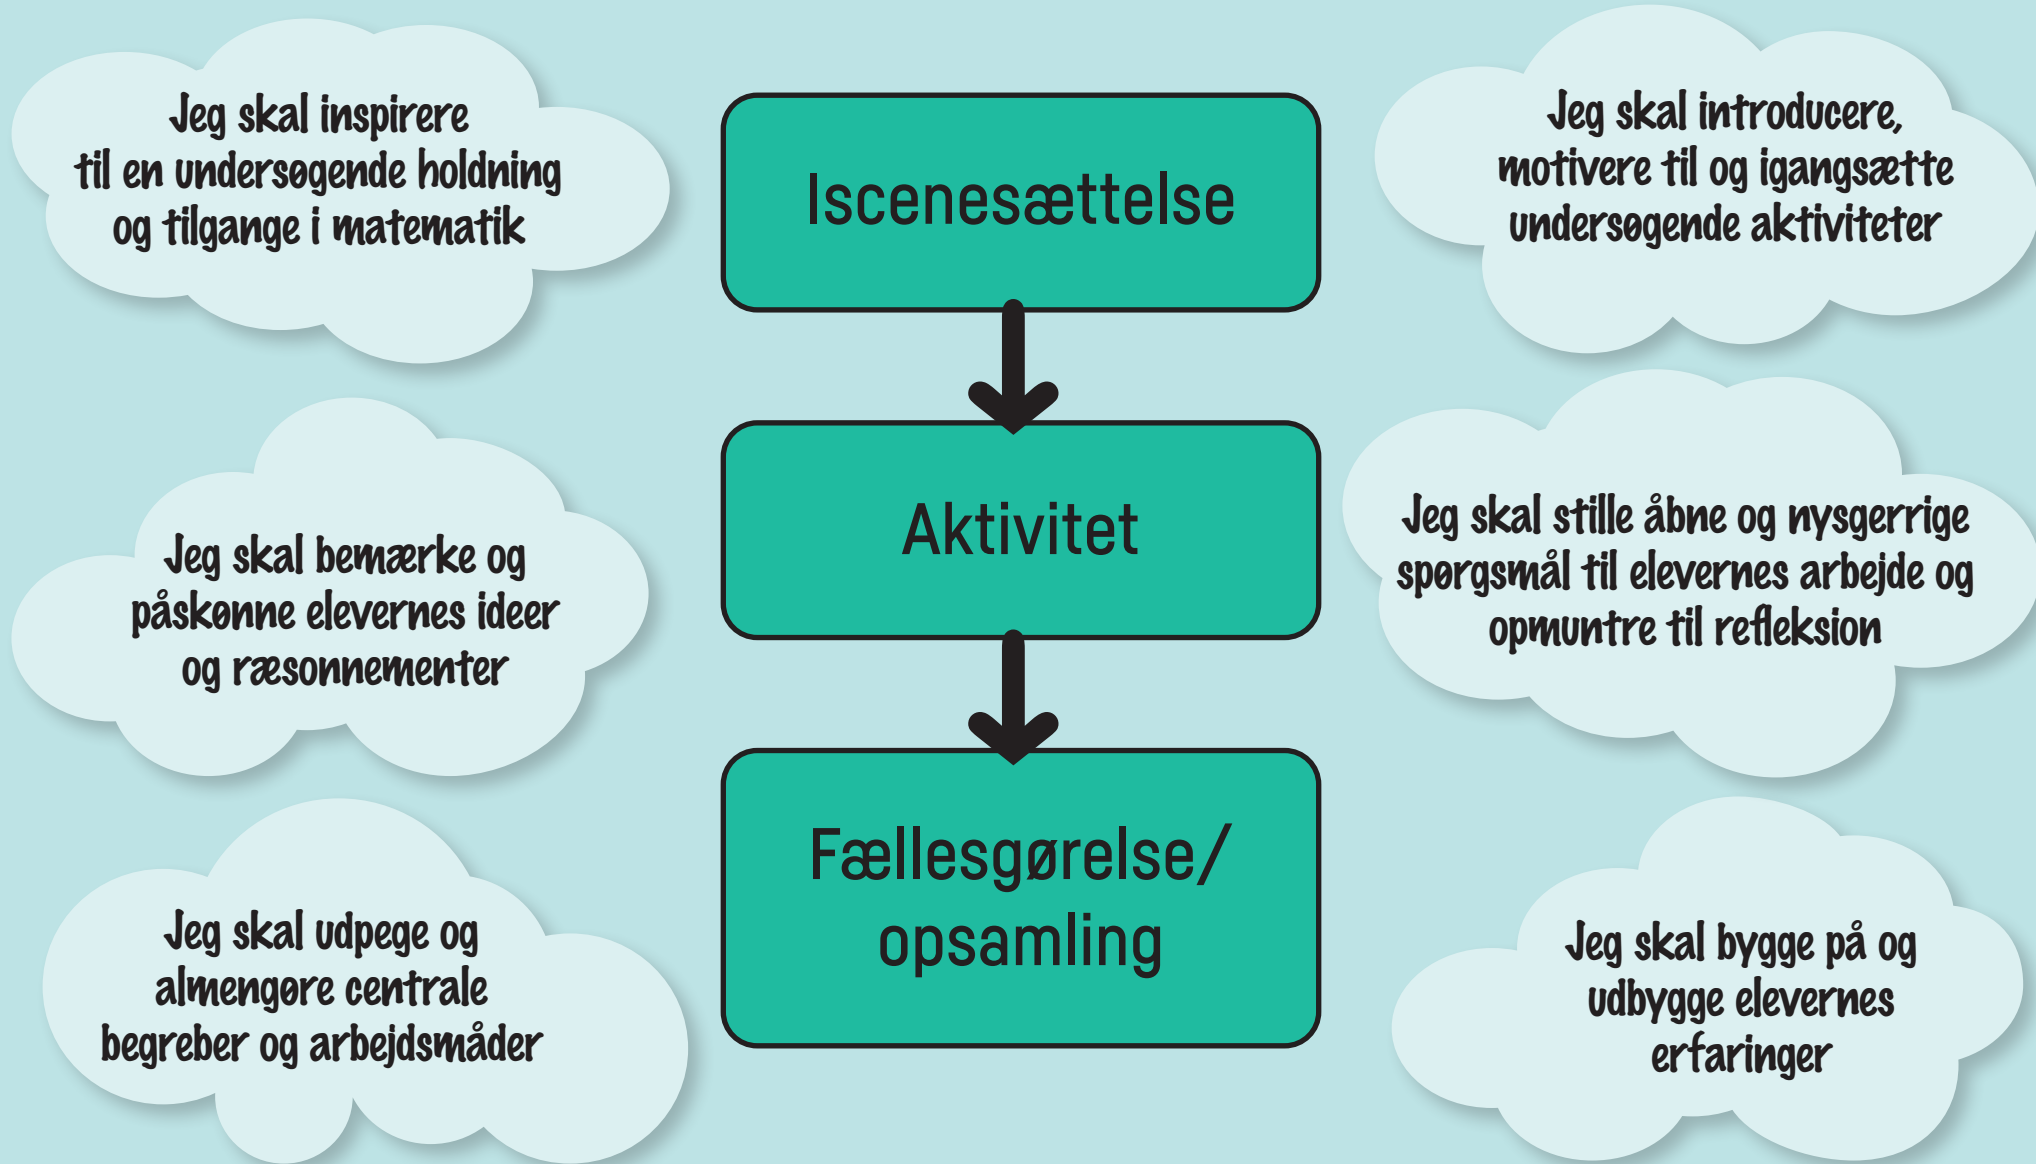 Jeg skal inspirere
til en undersøgende holdning
og tilgange i matematik
Iscenesættelse
Jeg skal introducere,
motivere til og igangsætte
undersøgende aktiviteter
Jeg skal bemærke og
påskønne elevernes ideer
og ræsonnementer
Aktivitet
Jeg skal stille åbne og nysgerrige
spørgsmål til elevernes arbejde og
opmuntre til refleksion
Jeg skal udpege og
almengøre centrale
begreber og arbejdsmåder
Fællesgørelse/
opsamling
Jeg skal bygge på og
udbygge elevernes
erfaringer